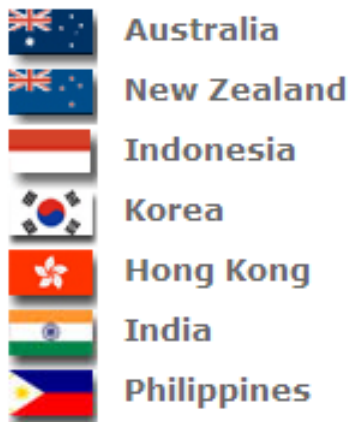 Australia
New Zealand
Indonesia
Korea
Hong Kong
India
Philippines